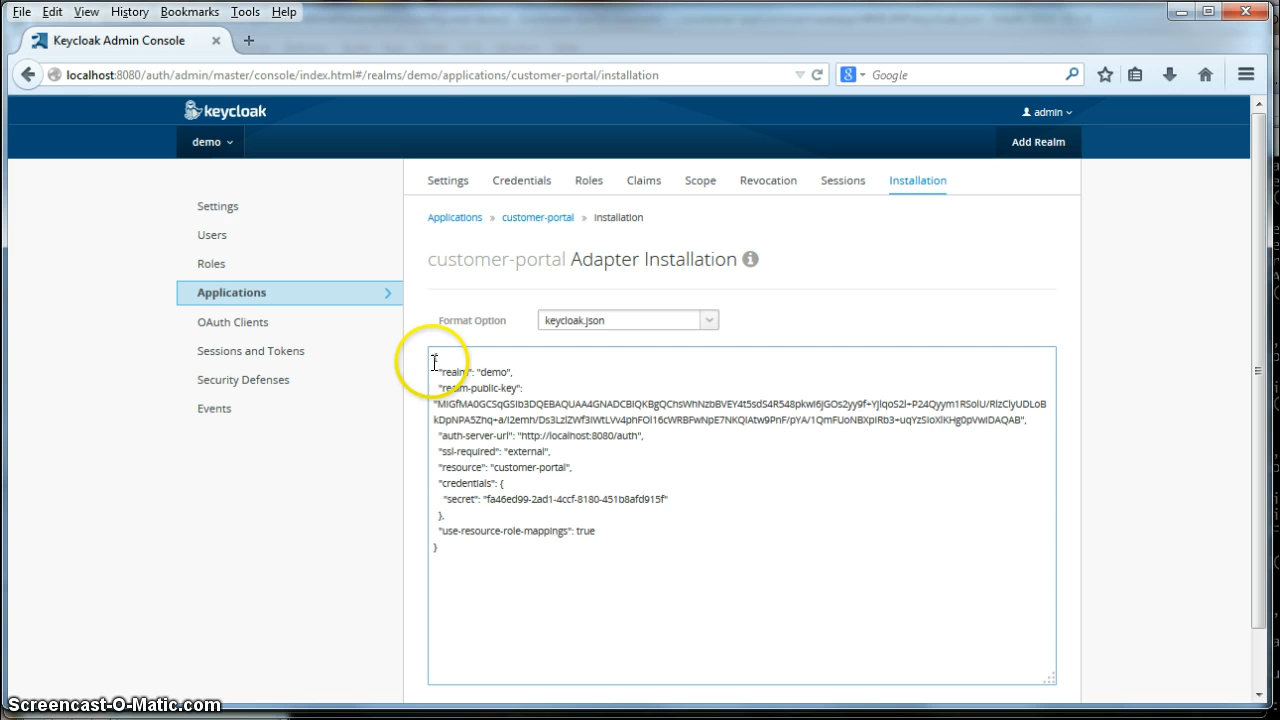 File Edit View History Bookmarks Tools Help
Keycloak Admin Console
localhost:8080/auth/admin/master/console/index.html#/realms/demo/applications/customer-portal/installation
Google
keycloak
admin
demo
Add Realm
Settings Credentials Roles Claims Scope Revocation Sessions Installation
Settings
Users
Roles
Applications
OAuth Clients
Sessions and Tokens
Security Defenses
Events
Applications » customer-portal » Installation
customer-portal Adapter Installation
Format Option keycloak.json
"realm": "demo",
"realm-public-key":
"auth-server-url": "http://localhost:8080/auth",
"ssl-required": "external",
"resource": "customer-portal",
"credentials": {
"secret": "fa46ed99-2ad1-4ccf-8180-451b8afd915f"
},
"use-resource-role-mappings": true
}
Screencast-O-Matic.com